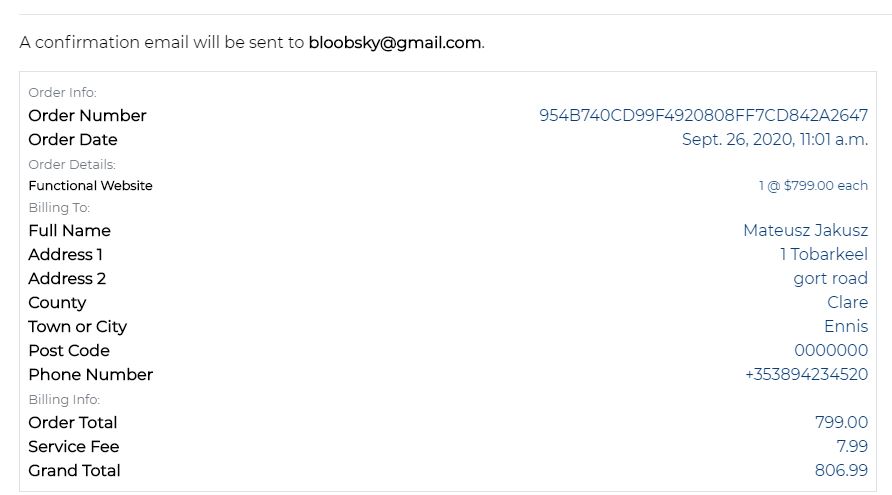 A confirmation email will be sent to bloobsky@gmail.com.
Order Info:
Order Number 954B740CD99F4920808FF7CD842A2647
Order Date Sept. 26, 2020, 11:01 a.m.
Order Details:
Functional Website 1 @ $799.00 each
Billing To:
Full Name Mateusz Jakusz
Address 1 1 Tobarkeel
Address 2 gort road
County Clare
Town or City Ennis
Post Code 0000000
Phone Number +353894234520
Billing Info:
Order Total 799.00
Service Fee 7.99
Grand Total 806.99